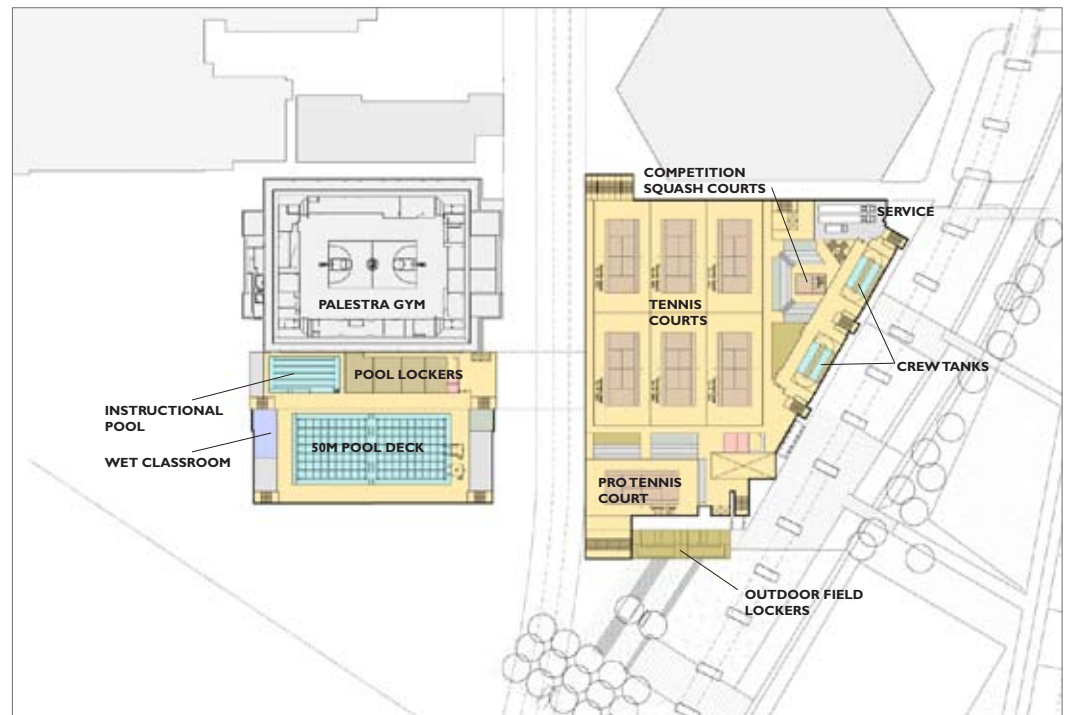 COMPETITION
SQUASH COURTS
SERVICE
PALESTRA GYM
TENNIS
COURTS
CREW TANKS
POOL LOCKERS
INSTRUCTIONAL
POOL
50M POOL DECK
WET CLASSROOM
PRO TENNIS
COURT
OUTDOOR FIELD
LOCKERS